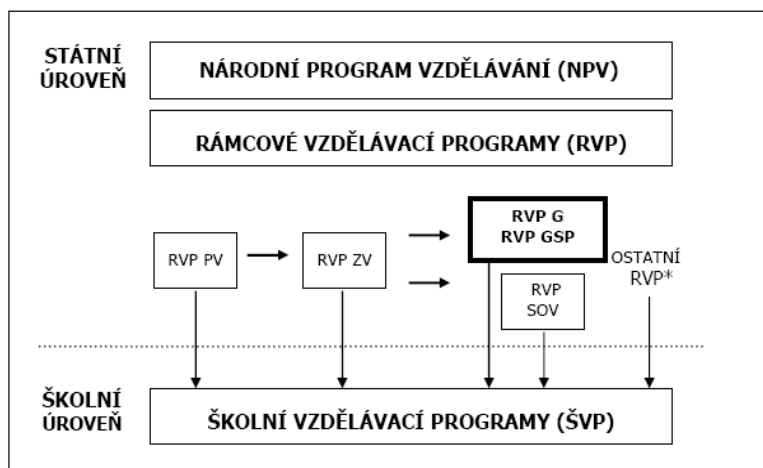 STÁTNÍ
ÚROVEŇ
NÁRODNÍ PROGRAM VZDĚLÁVÁNÍ (NPV)
RÁMCOVÉ VZDĚLÁVACÍ PROGRAMY (RVP)
RVP PV
RVP ZV
RVP G
RVP GSP
RVP
SOV
OSTATNÍ
RVP*
ŠKOLNÍ
ÚROVEŇ
ŠKOLNÍ VZDĚLÁVACÍ PROGRAMY (ŠVP)